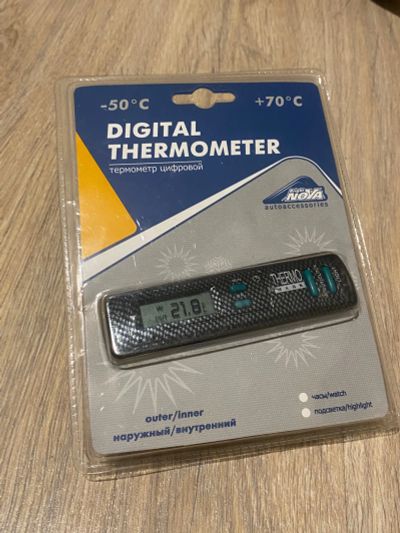 -50°C +70°C
DIGITAL
THERMOMETER
термометр цифровой
NOVA
autoaccessories
21.8
THERMO
outer/inner
наружный/внутренний
часы/watch
подсветка/highlight